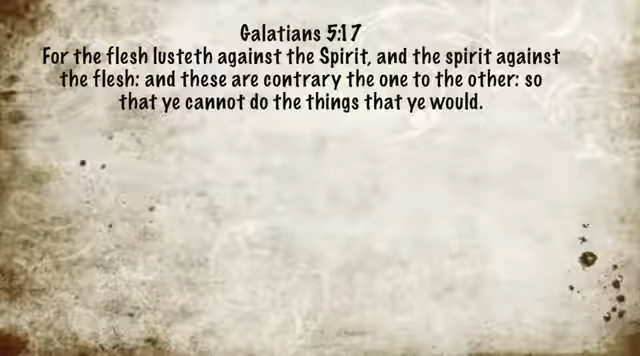 Galatians 5:17
For the flesh lusteth against the Spirit, and the spirit against
the flesh: and these are contrary the one to the other: so
that ye cannot do the things that ye would.